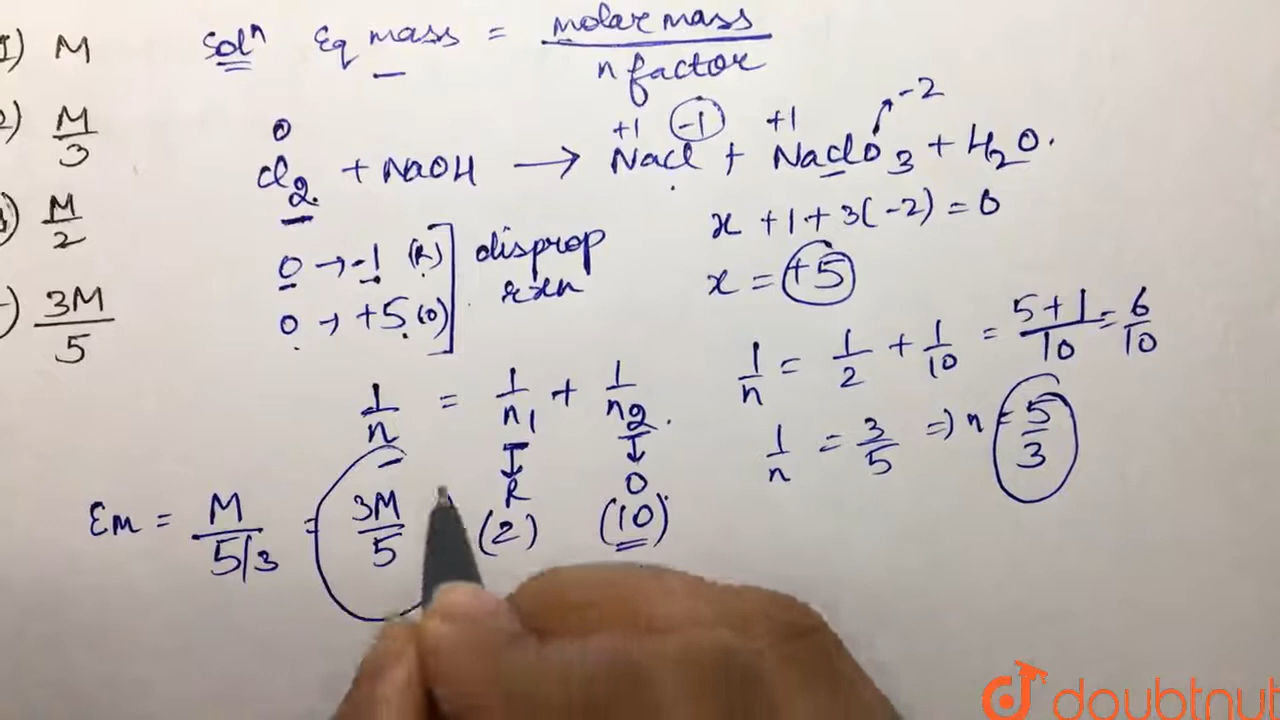 1) M
Solⁿ Eq mass = molar mass / n factor
2) M/3
0 +1 -1 +1 -2
Cl₂ + NaOH → NaCl + NaClO₃ + H₂O.
M/2
x + 1 + 3(-2) = 0
0 → -1 (R)
disprop
rxn
x = +5
0 → +5 (O)
) 3M/5
1/n = 1/2 + 1/10 = 5+1/10 = 6/10
1/n = 1/n₁ + 1/n₂.
1/n = 3/5 ⇒ n = 5/3
R O
(2) (10)
Em = M / 5/3 = 3M/5
doubtnut